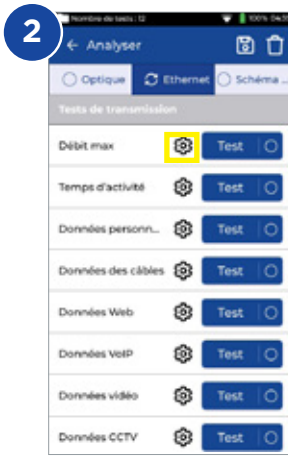 2
Nombre de tests : 12 100%
Analyser
Optique Ethernet Schéma ...
Tests de transmission
Débit max Test
Temps d'activité Test
Données personn... Test
Données des câbles Test
Données Web Test
Données VoIP Test
Données vidéo Test
Données CCTV Test